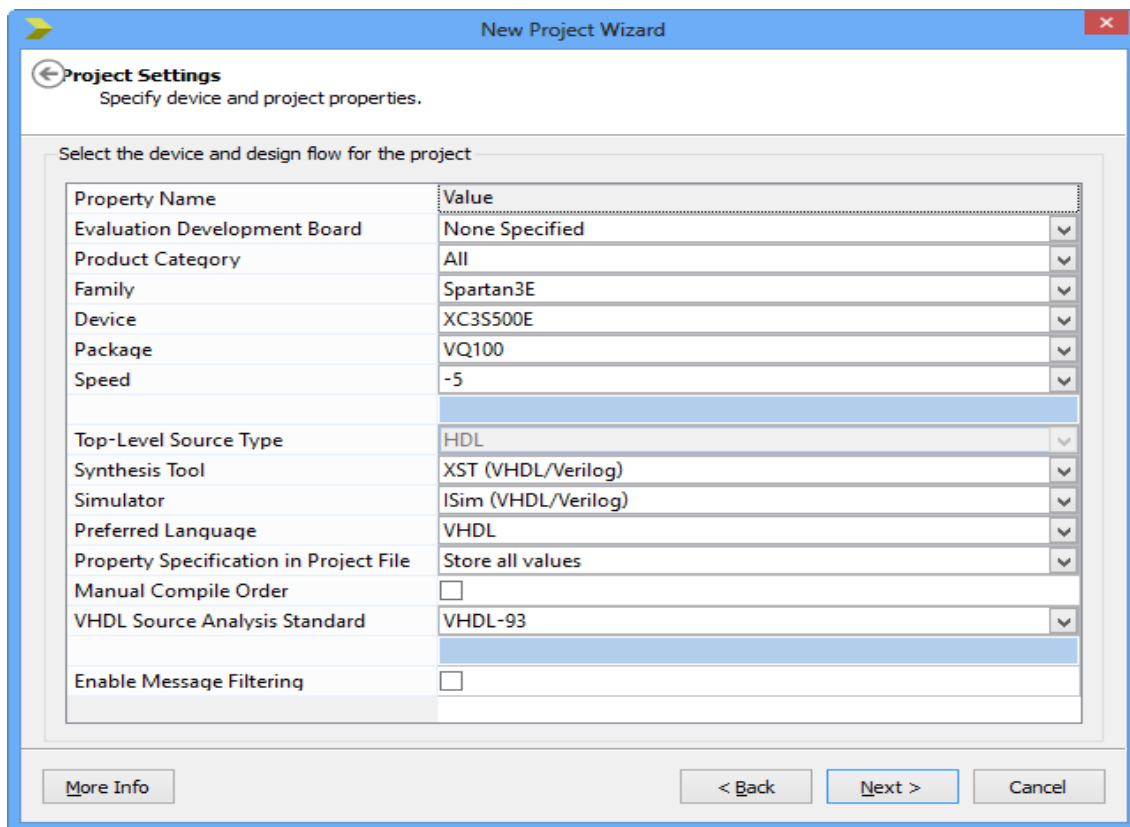 New Project Wizard
Project Settings
Specify device and project properties.
Select the device and design flow for the project
Property Name Value
Evaluation Development Board None Specified
Product Category All
Family Spartan3E
Device XC3S500E
Package VQ100
Speed -5
Top-Level Source Type HDL
Synthesis Tool XST (VHDL/Verilog)
Simulator ISim (VHDL/Verilog)
Preferred Language VHDL
Property Specification in Project File Store all values
Manual Compile Order
VHDL Source Analysis Standard VHDL-93
Enable Message Filtering
More Info < Back Next > Cancel